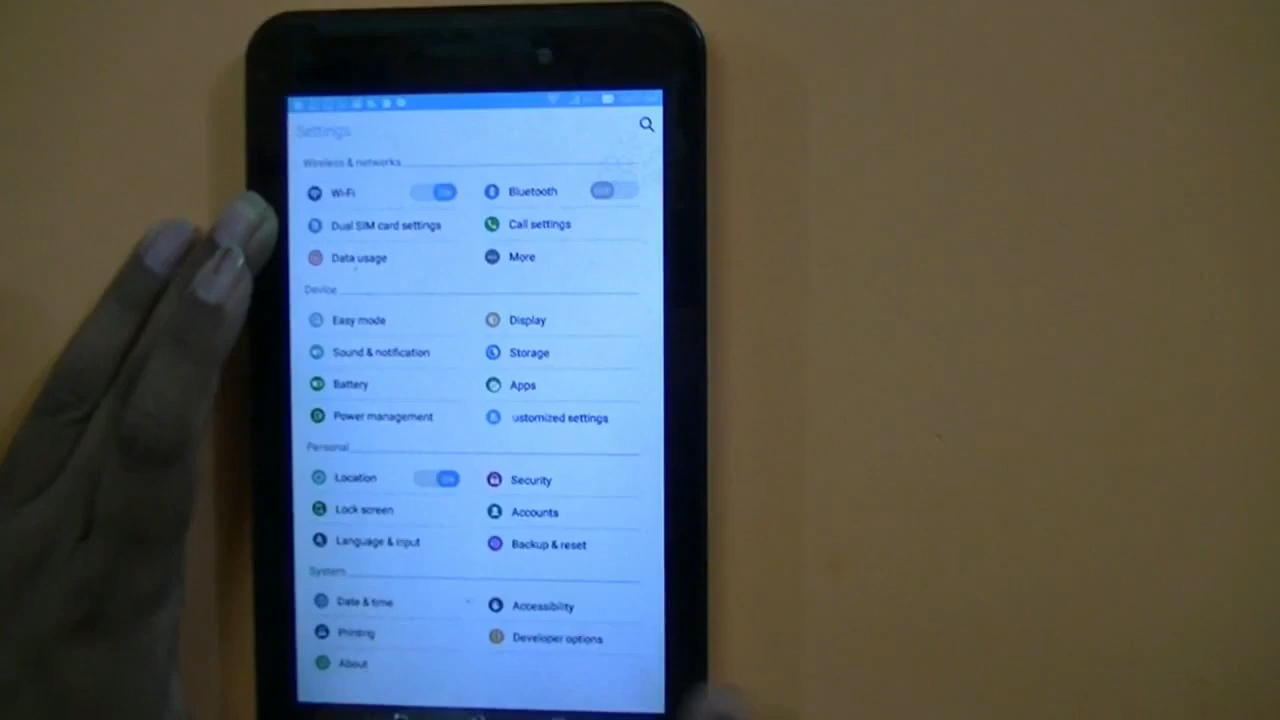 Settings
Wireless & networks
Wi-Fi
Bluetooth
Dual SIM card settings
Call settings
Data usage
More
Device
Easy mode
Display
Sound & notification
Storage
Battery
Apps
Power management
ustomized settings
Personal
Location
Security
Lock screen
Accounts
Language & input
Backup & reset
System
Date & time
Accessibility
Printing
Developer options
About